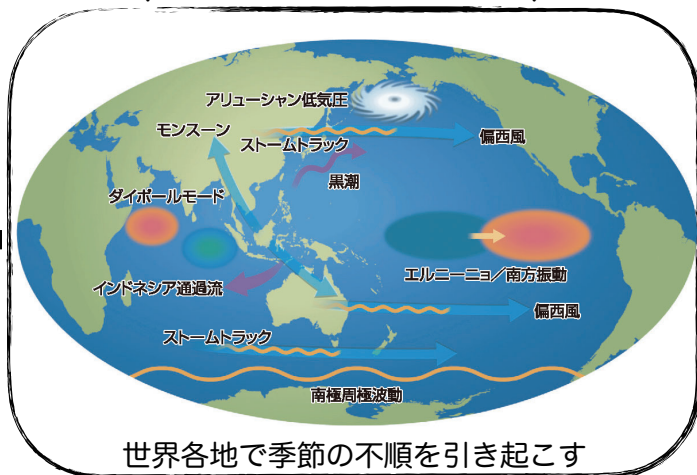 アリューシャン低気圧
モンスーン
ストームトラック
偏西風
黒潮
ダイポールモード
エルニーニョ／南方振動
インドネシア通過流
偏西風
ストームトラック
南極周極波動
世界各地で季節の不順を引き起こす